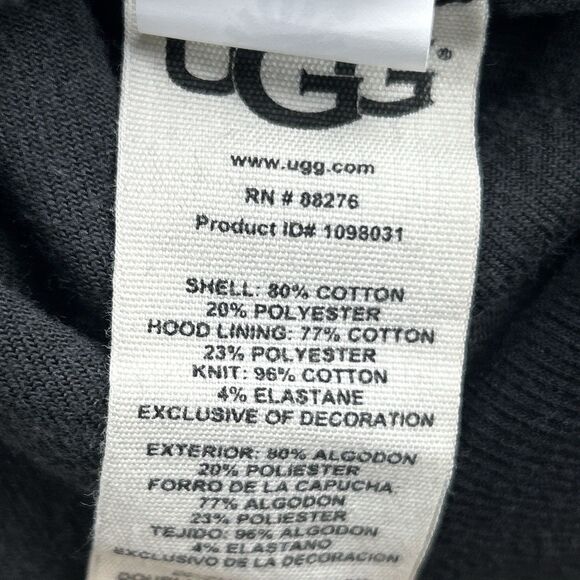 UGG®
www.ugg.com
RN # 88276
Product ID# 1098031
SHELL: 80% COTTON
20% POLYESTER
HOOD LINING: 77% COTTON
23% POLYESTER
KNIT: 96% COTTON
4% ELASTANE
EXCLUSIVE OF DECORATION
EXTERIOR: 80% ALGODON
20% POLIESTER
FORRO DE LA CAPUCHA
77% ALGODON
23% POLIESTER
TEJIDO: 96% ALGODON
4% ELASTANO
EXCLUSIVO DE LA DECORACION